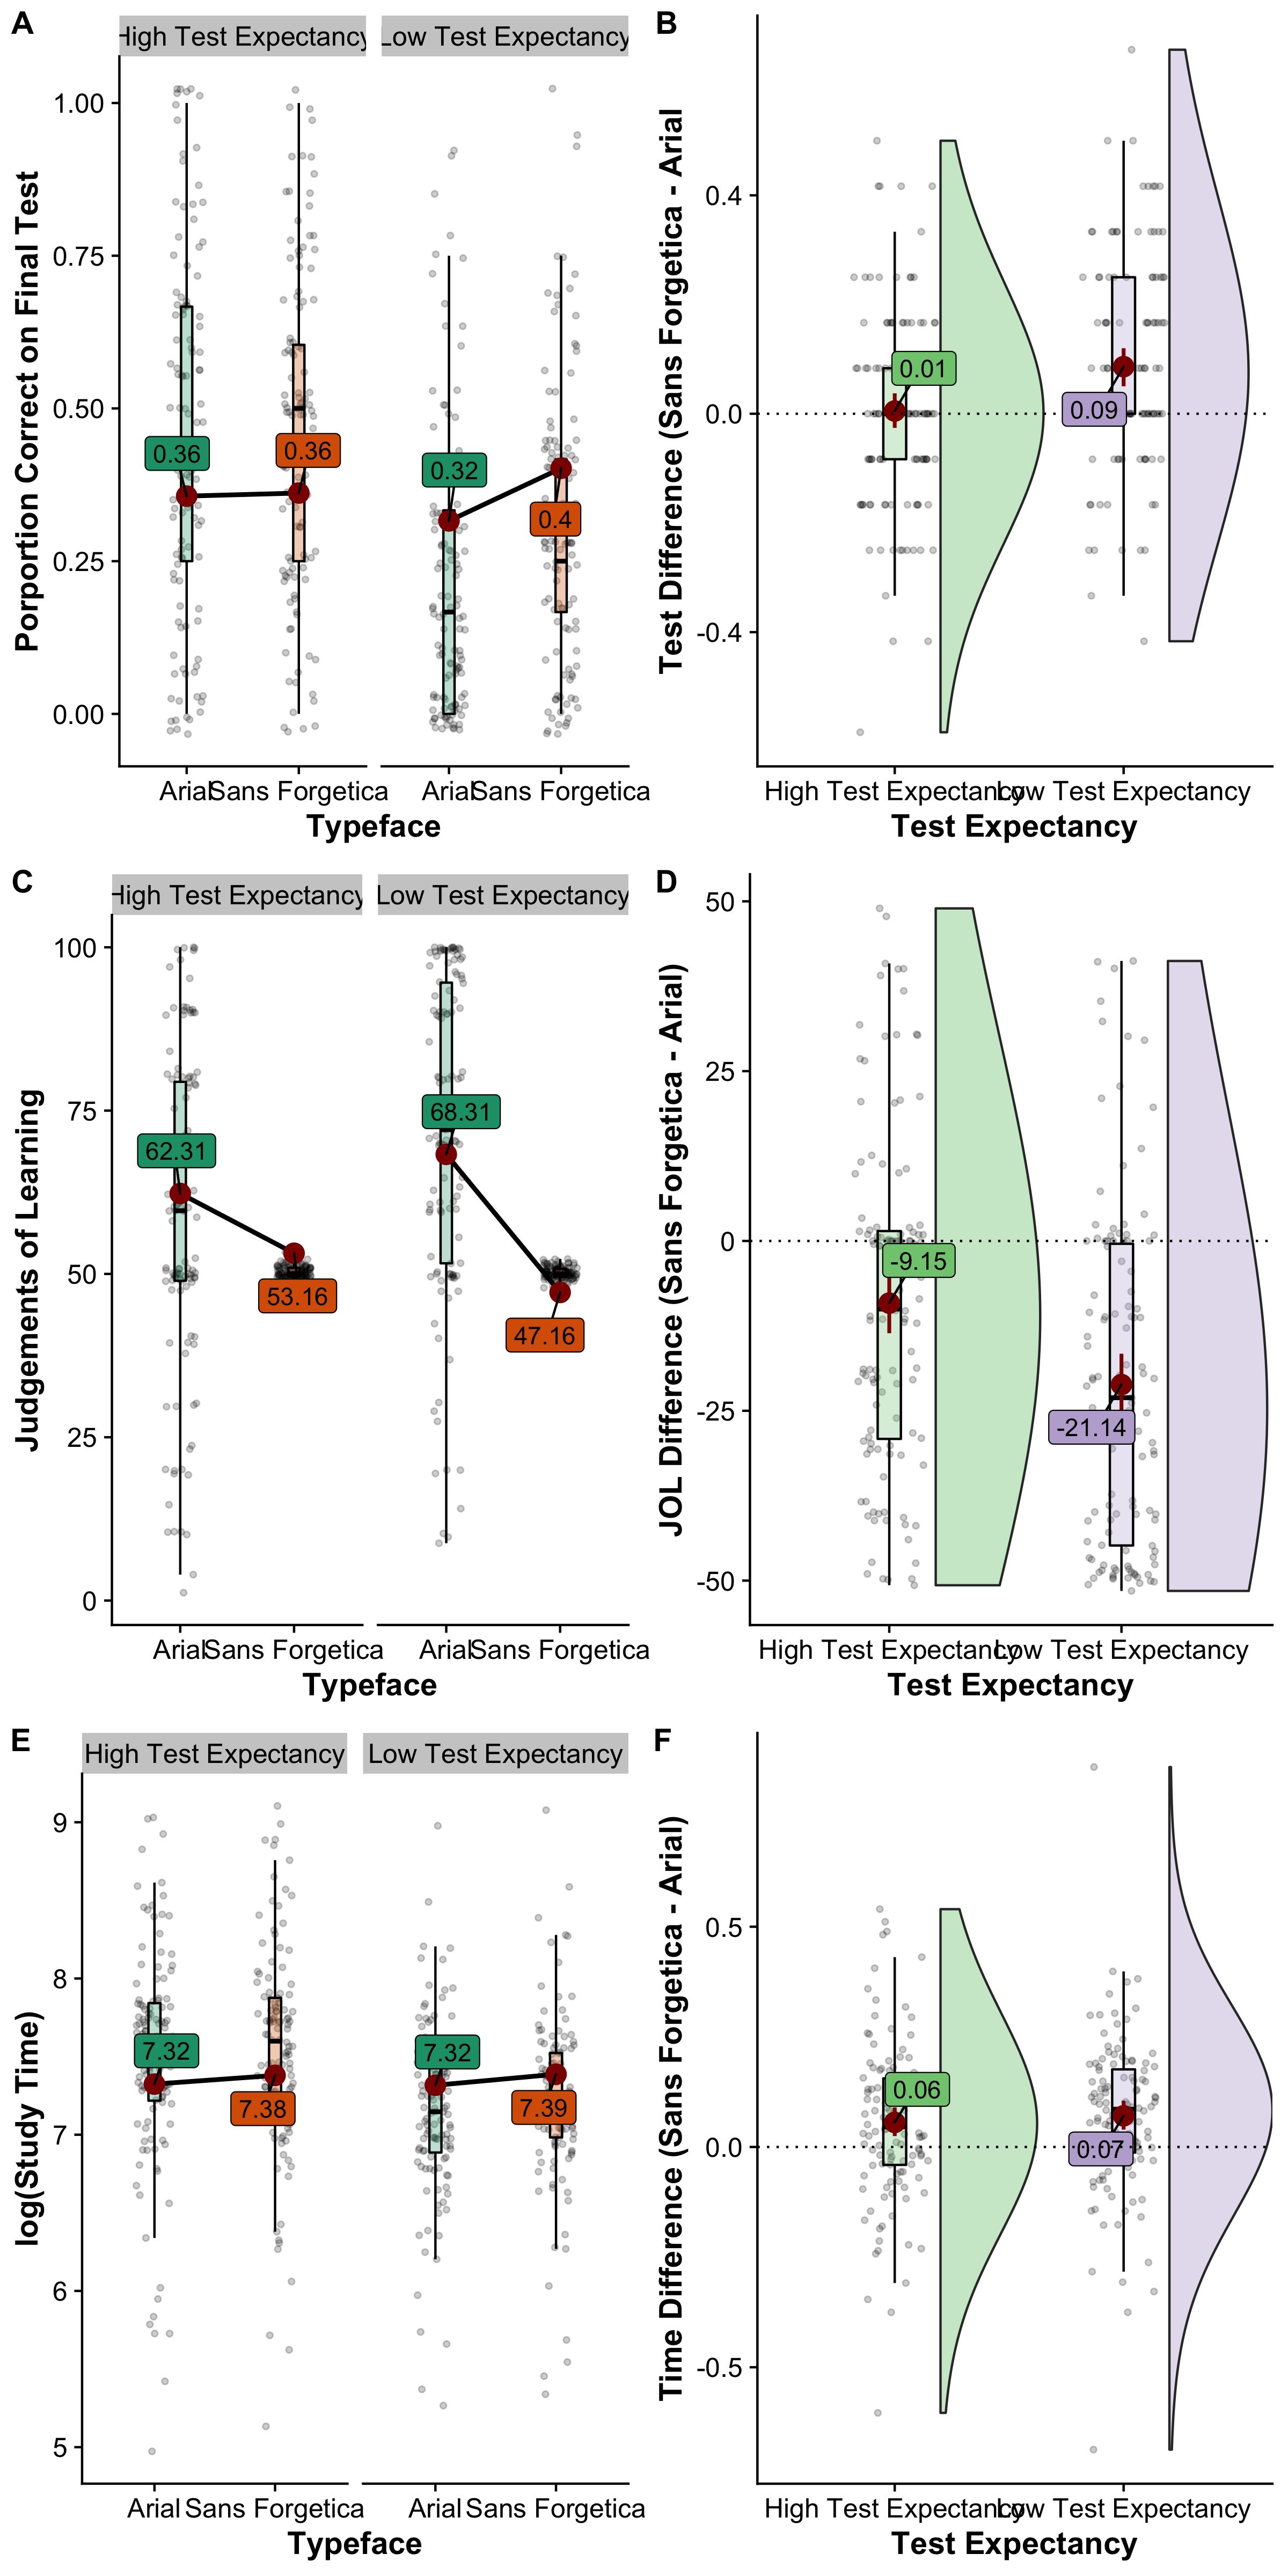 A
High Test Expectancy
Low Test Expectancy
Porportion Correct on Final Test
1.00
0.75
0.50
0.25
0.00
0.36
0.36
0.32
0.4
Arial
Sans Forgetica
Arial
Sans Forgetica
Typeface
B
Test Difference (Sans Forgetica - Arial
0.4
0.0
-0.4
0.01
0.09
High Test Expectancy
Low Test Expectancy
Test Expectancy
C
High Test Expectancy
Low Test Expectancy
Judgements of Learning
100
75
50
25
0
62.31
53.16
68.31
47.16
Arial
Sans Forgetica
Arial
Sans Forgetica
Typeface
D
JOL Difference (Sans Forgetica - Arial)
50
25
0
-25
-50
-9.15
-21.14
High Test Expectancy
Low Test Expectancy
Test Expectancy
E
High Test Expectancy
Low Test Expectancy
log(Study Time)
9
8
7
6
5
7.32
7.38
7.32
7.39
Arial
Sans Forgetica
Arial
Sans Forgetica
Typeface
F
Time Difference (Sans Forgetica - Arial)
0.5
0.0
-0.5
0.06
0.07
High Test Expectancy
Low Test Expectancy
Test Expectancy